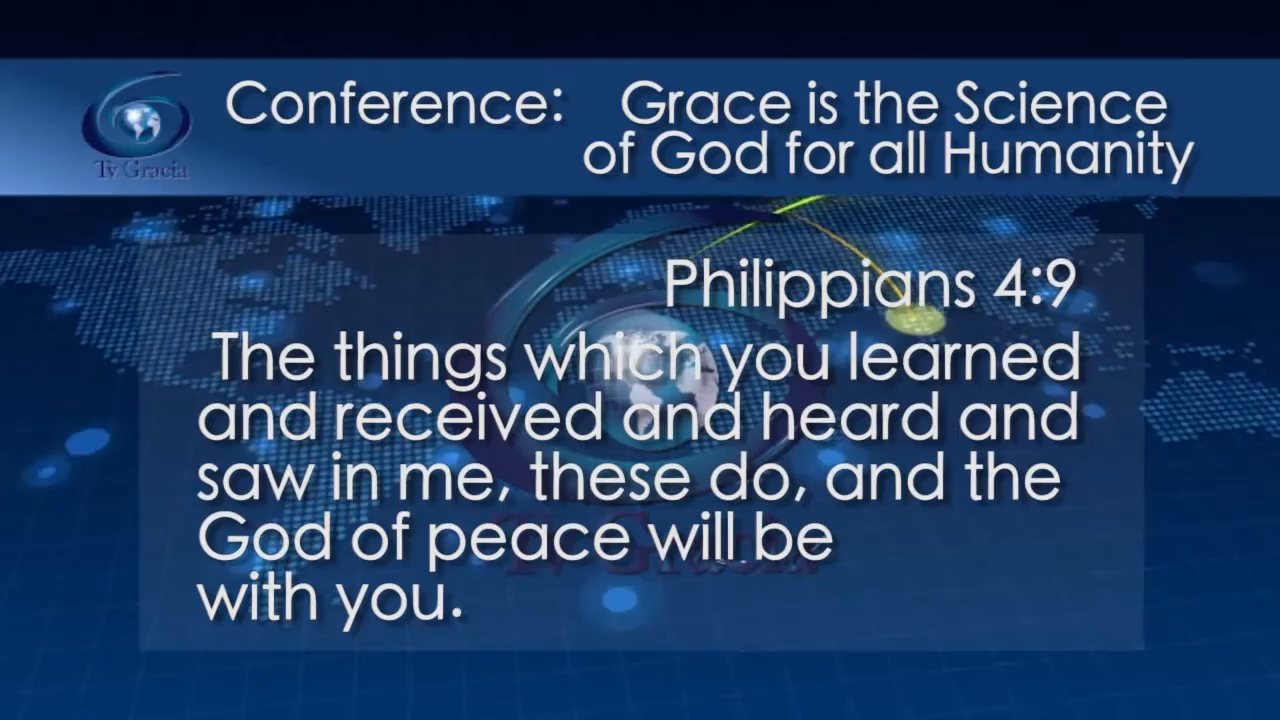 Conference: Grace is the Science
of God for all Humanity
Tv Gracia
Philippians 4:9
The things which you learned
and received and heard and
saw in me, these do, and the
God of peace will be
with you.
Tv Gracia